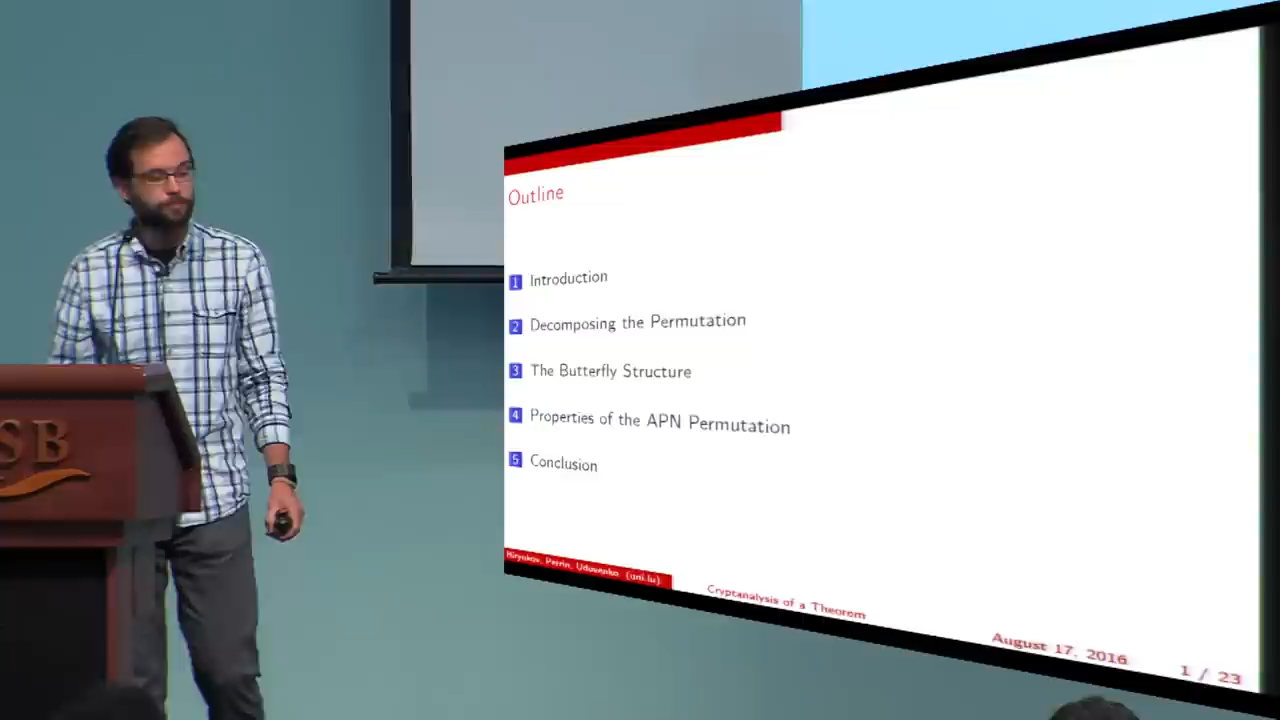 SB
Outline
1 Introduction
2 Decomposing the Permutation
3 The Butterfly Structure
4 Properties of the APN Permutation
5 Conclusion
Biryukov, Perrin, Udovenko (uni.lu)
Cryptanalysis of a Theorem
August 17, 2016
1 / 23